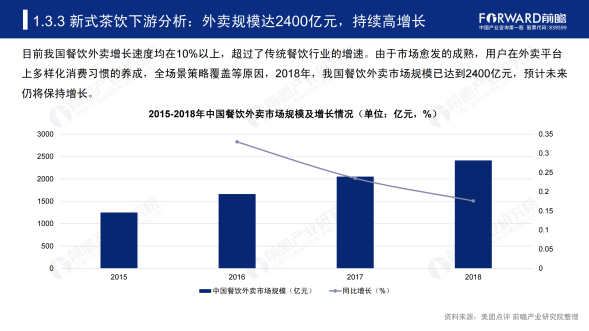 1.3.3 新式茶饮下游分析：外卖规模达2400亿元，持续高增长
FORWARD前瞻
中国产业咨询第一股 股票代码：839599
目前我国餐饮外卖增长速度均在10%以上，超过了传统餐饮行业的增速。由于市场愈发的成熟，用户在外卖平台
上多样化消费习惯的养成，全场景策略覆盖等原因，2018年，我国餐饮外卖市场规模已达到2400亿元，预计未来
仍将保持增长。
2015-2018年中国餐饮外卖市场规模及增长情况（单位：亿元，%）
3000
2500
2000
1500
1000
500
0
0.35
0.3
0.25
0.2
0.15
0.1
0.05
0
2015
2016
2017
2018
中国餐饮外卖市场规模（亿元）
同比增长（%）
前瞻产业研究院
资料来源：美团点评 前瞻产业研究院整理